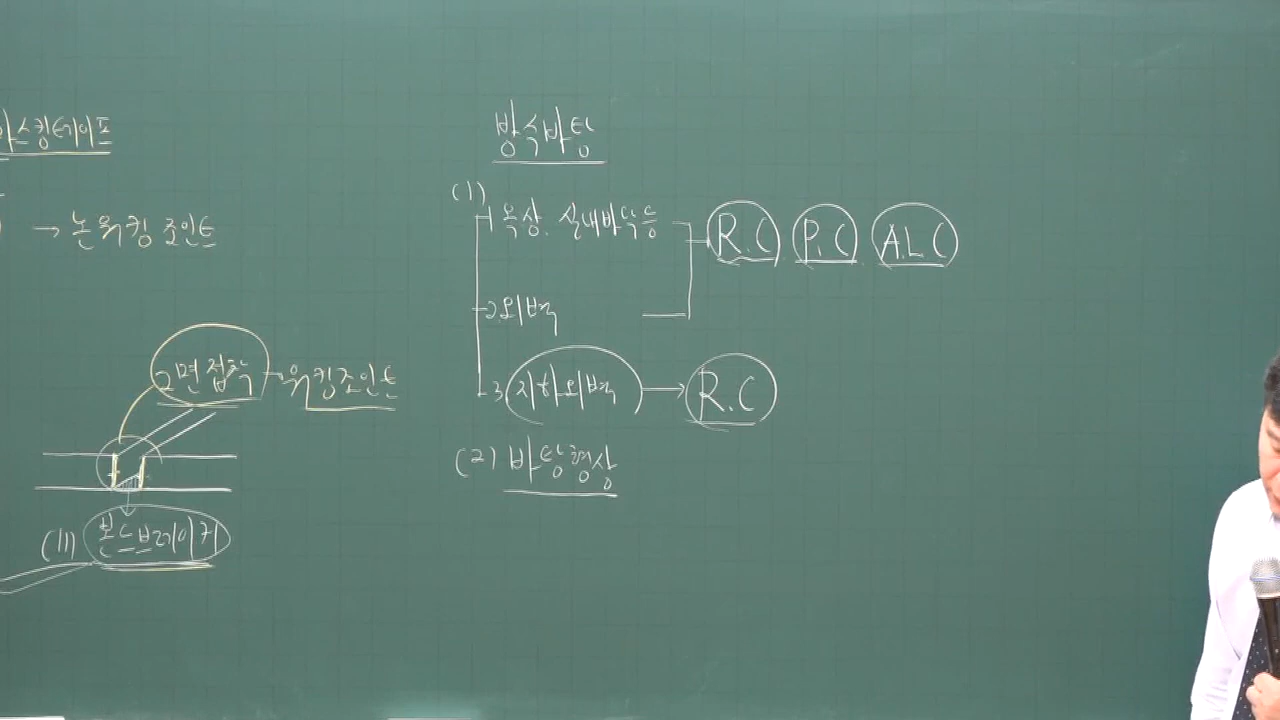 마스킹테이프
→ 논워킹 조인트
2면접착 → 워킹조인트
(11) 본드브레이커
방수바탕
(1)
1 옥상. 실내바닥등
R.C P.C A.L.C
2 외벽
3 지하외벽 → R.C
(2) 바탕형상